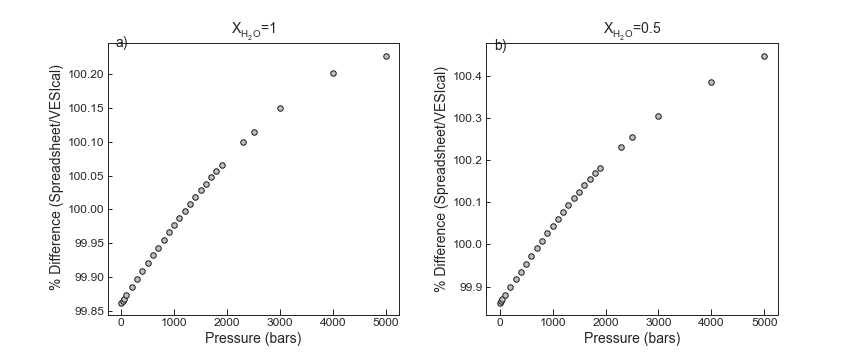 X_H₂O=1
a)
% Difference (Spreadsheet/VESIcal)
100.20
100.15
100.10
100.05
100.00
99.95
99.90
99.85
0 1000 2000 3000 4000 5000
Pressure (bars)
X_H₂O=0.5
b)
% Difference (Spreadsheet/VESIcal)
100.4
100.3
100.2
100.1
100.0
99.9
0 1000 2000 3000 4000 5000
Pressure (bars)